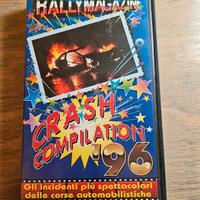 RALLYMAGAZINE
CRASH
COMPILATION
'96
Gli incidenti più spettacolari
delle corse automobilistiche